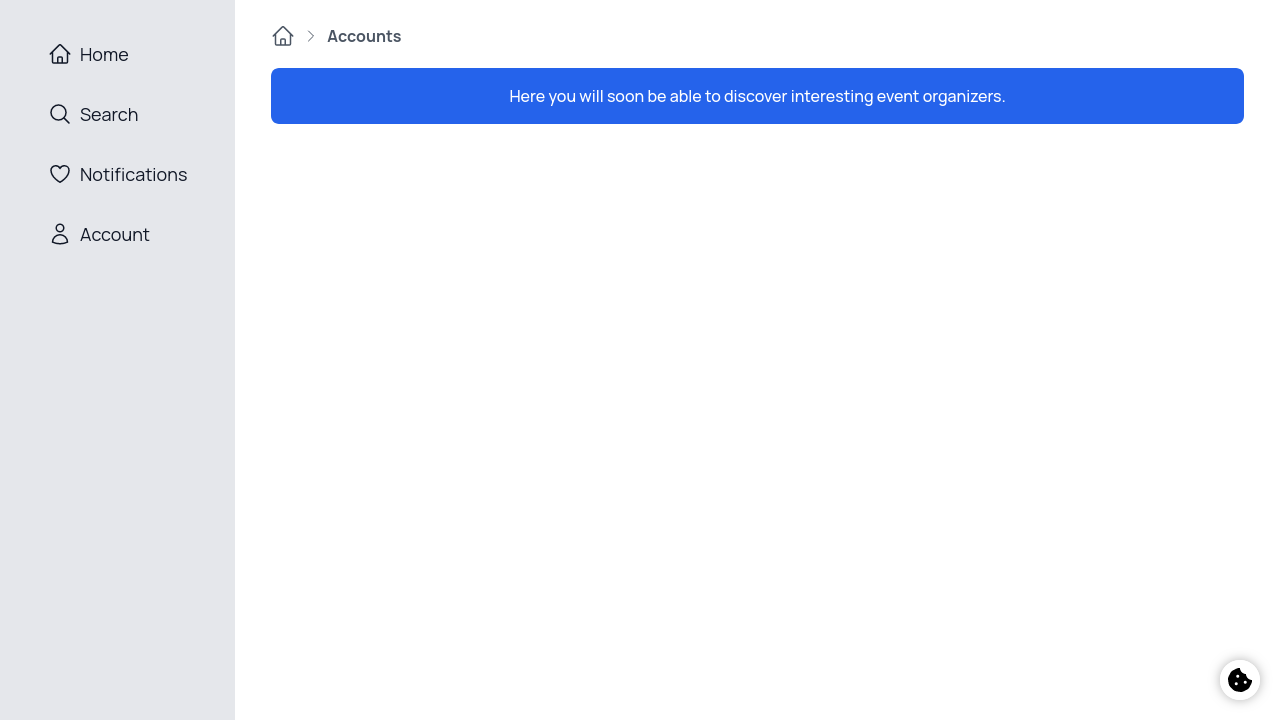 Home
Search
Notifications
Account
Accounts
Here you will soon be able to discover interesting event organizers.